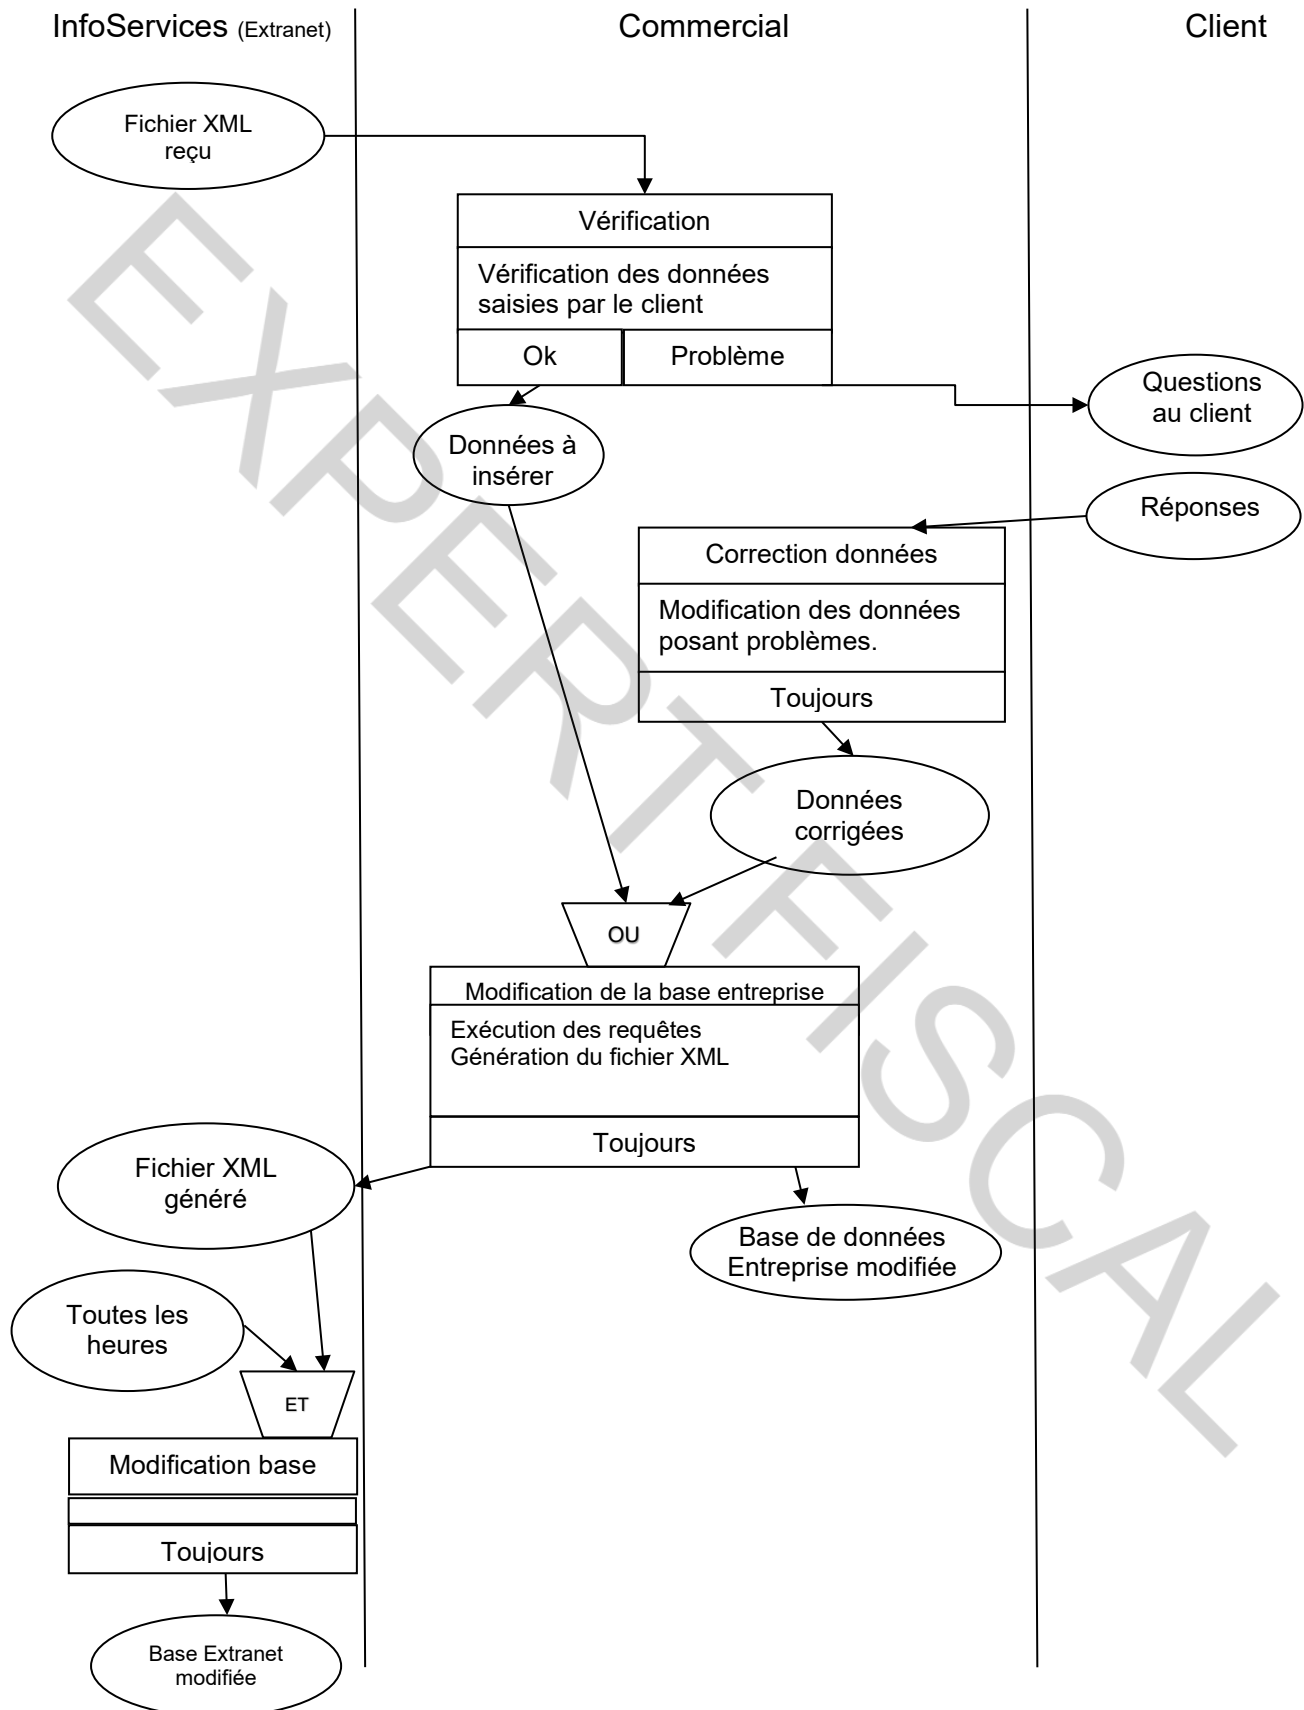 InfoServices (Extranet)
Commercial
Client
Fichier XML
reçu
Vérification
Vérification des données
saisies par le client
Ok
Problème
Questions
au client
Données à
insérer
Réponses
Correction données
Modification des données
posant problèmes.
Toujours
Données
corrigées
OU
Modification de la base entreprise
Exécution des requêtes
Génération du fichier XML
Toujours
Fichier XML
généré
Base de données
Entreprise modifiée
Toutes les
heures
ET
Modification base
Toujours
Base Extranet
modifiée
EXPERT FISCAL